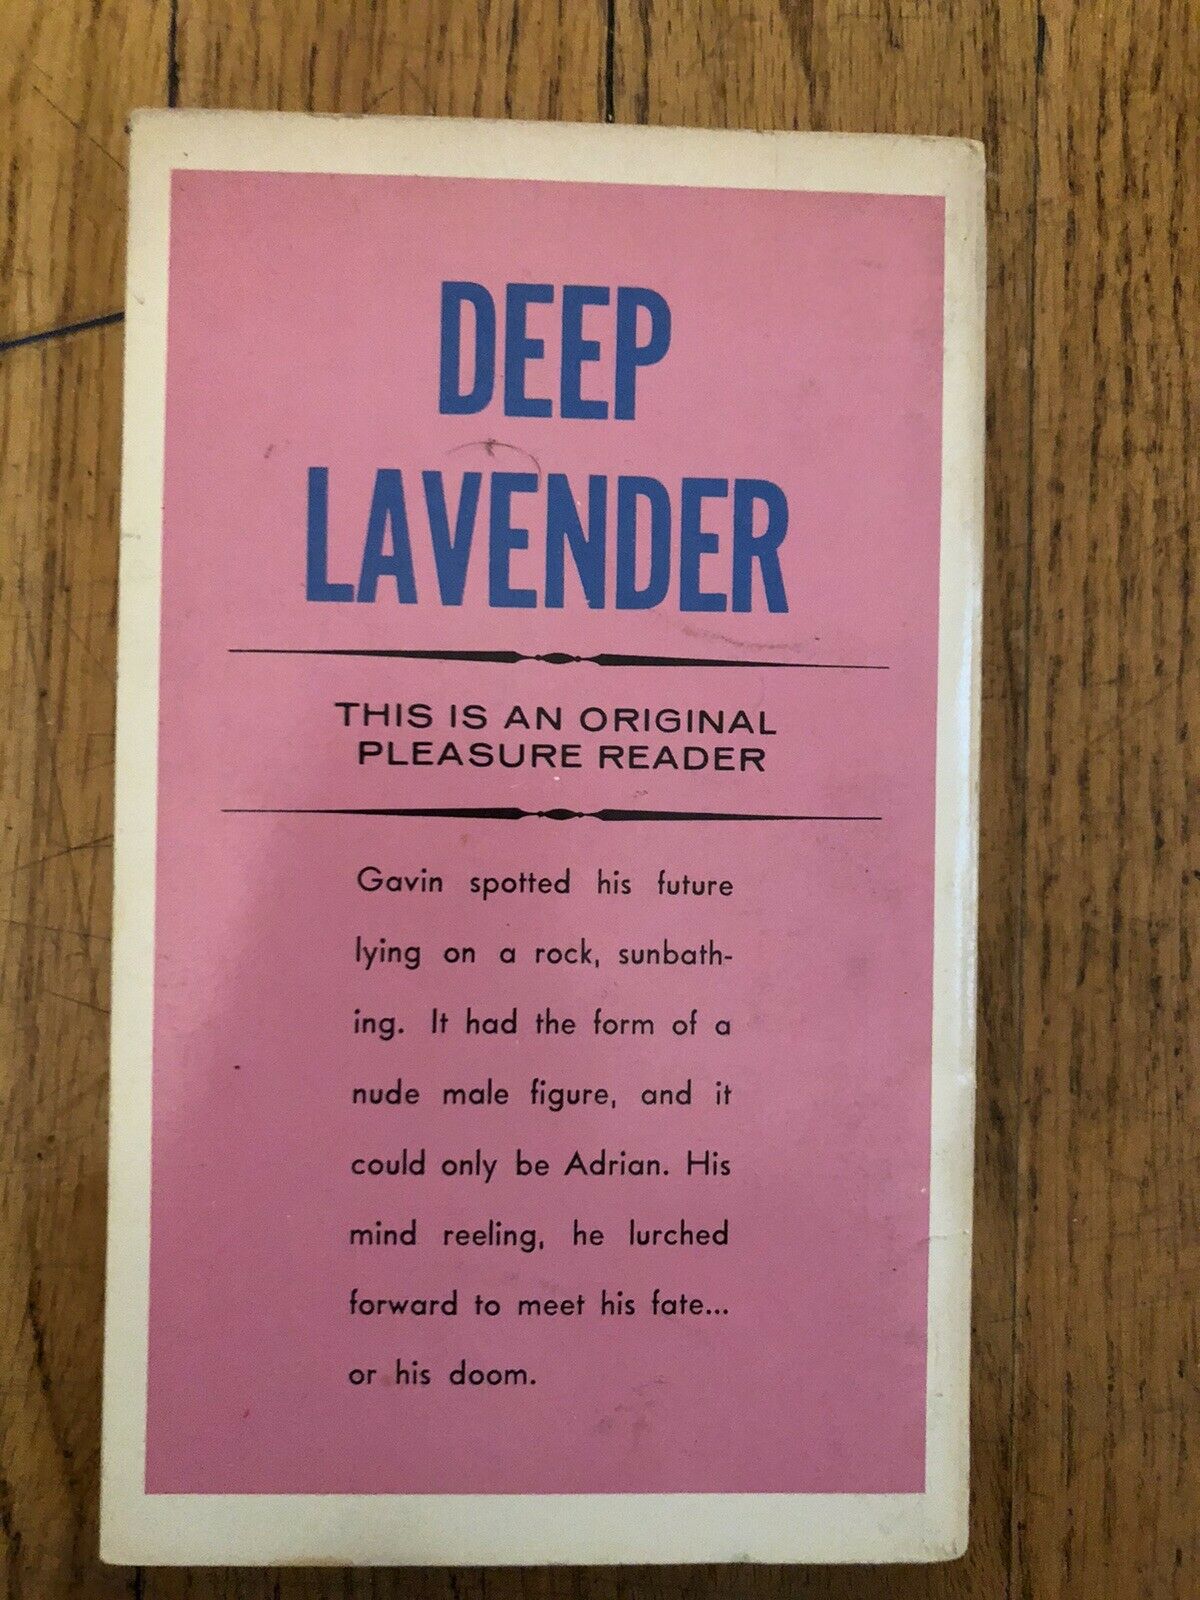 DEEP
LAVENDER
THIS IS AN ORIGINAL
PLEASURE READER
Gavin spotted his future
lying on a rock, sunbath-
ing. It had the form of a
nude male figure, and it
could only be Adrian. His
mind reeling, he lurched
forward to meet his fate...
or his doom.